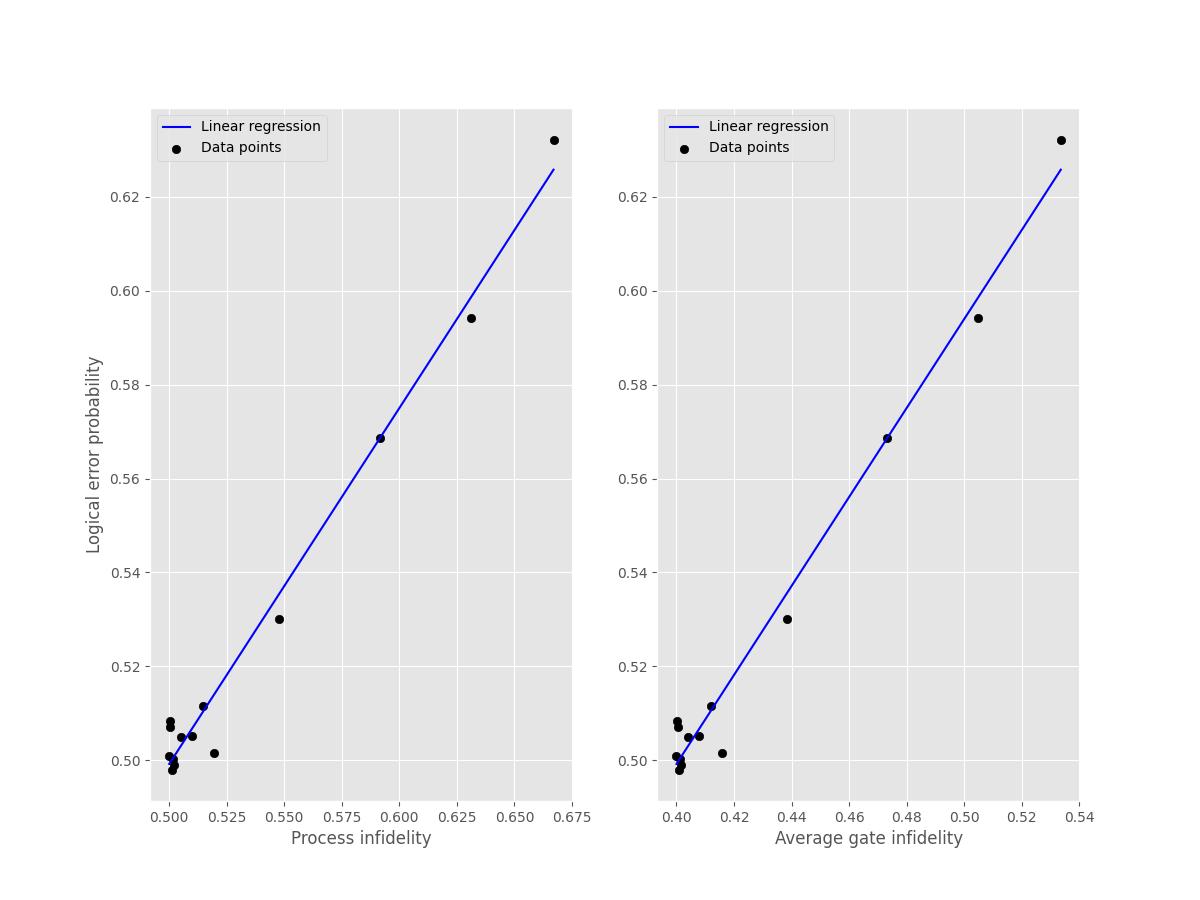 Linear regression
Data points
Linear regression
Data points
Logical error probability
0.62
0.60
0.58
0.56
0.54
0.52
0.50
0.500 0.525 0.550 0.575 0.600 0.625 0.650 0.675
Process infidelity
0.62
0.60
0.58
0.56
0.54
0.52
0.50
0.40 0.42 0.44 0.46 0.48 0.50 0.52 0.54
Average gate infidelity